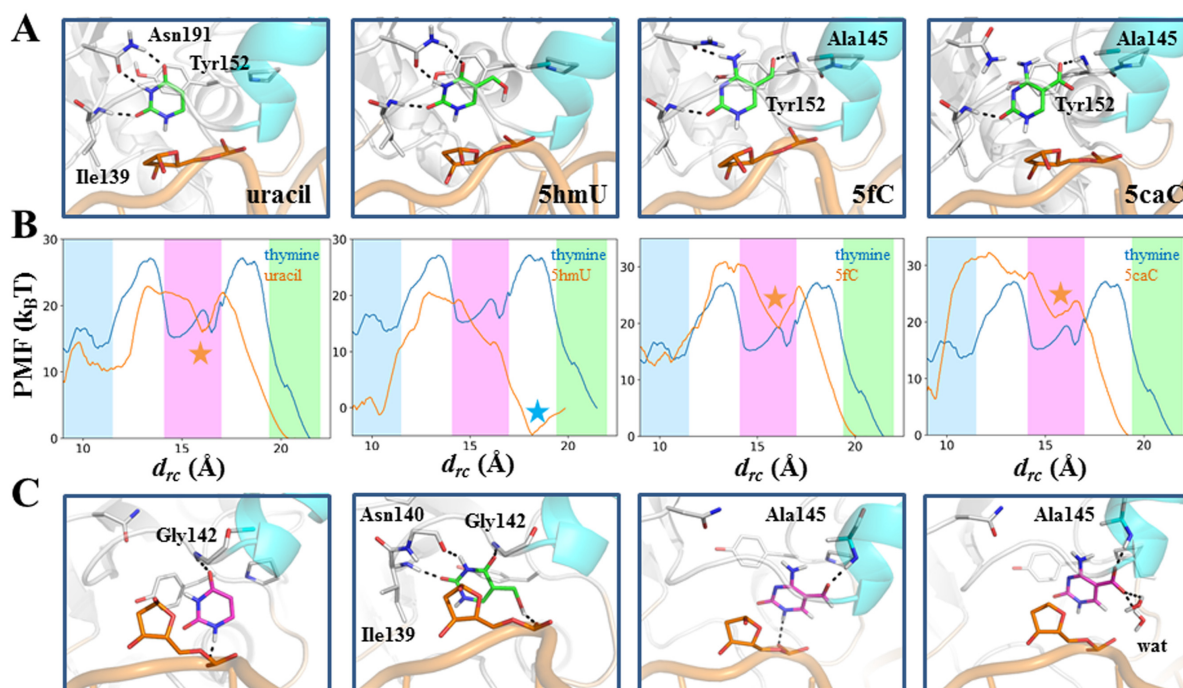 A
Asn191
Tyr152
Ile139
uracil
5hmU
Ala145
Tyr152
5fC
Ala145
Tyr152
5caC
B
PMF (kBT)
30
20
10
0
thymine
uracil
10
15
20
drc (Å)
30
20
10
0
thymine
5hmU
10
15
20
drc (Å)
30
20
10
0
thymine
5fC
10
15
20
drc (Å)
30
20
10
0
thymine
5caC
10
15
20
drc (Å)
C
Gly142
Asn140
Gly142
Ile139
Ala145
Ala145
wat